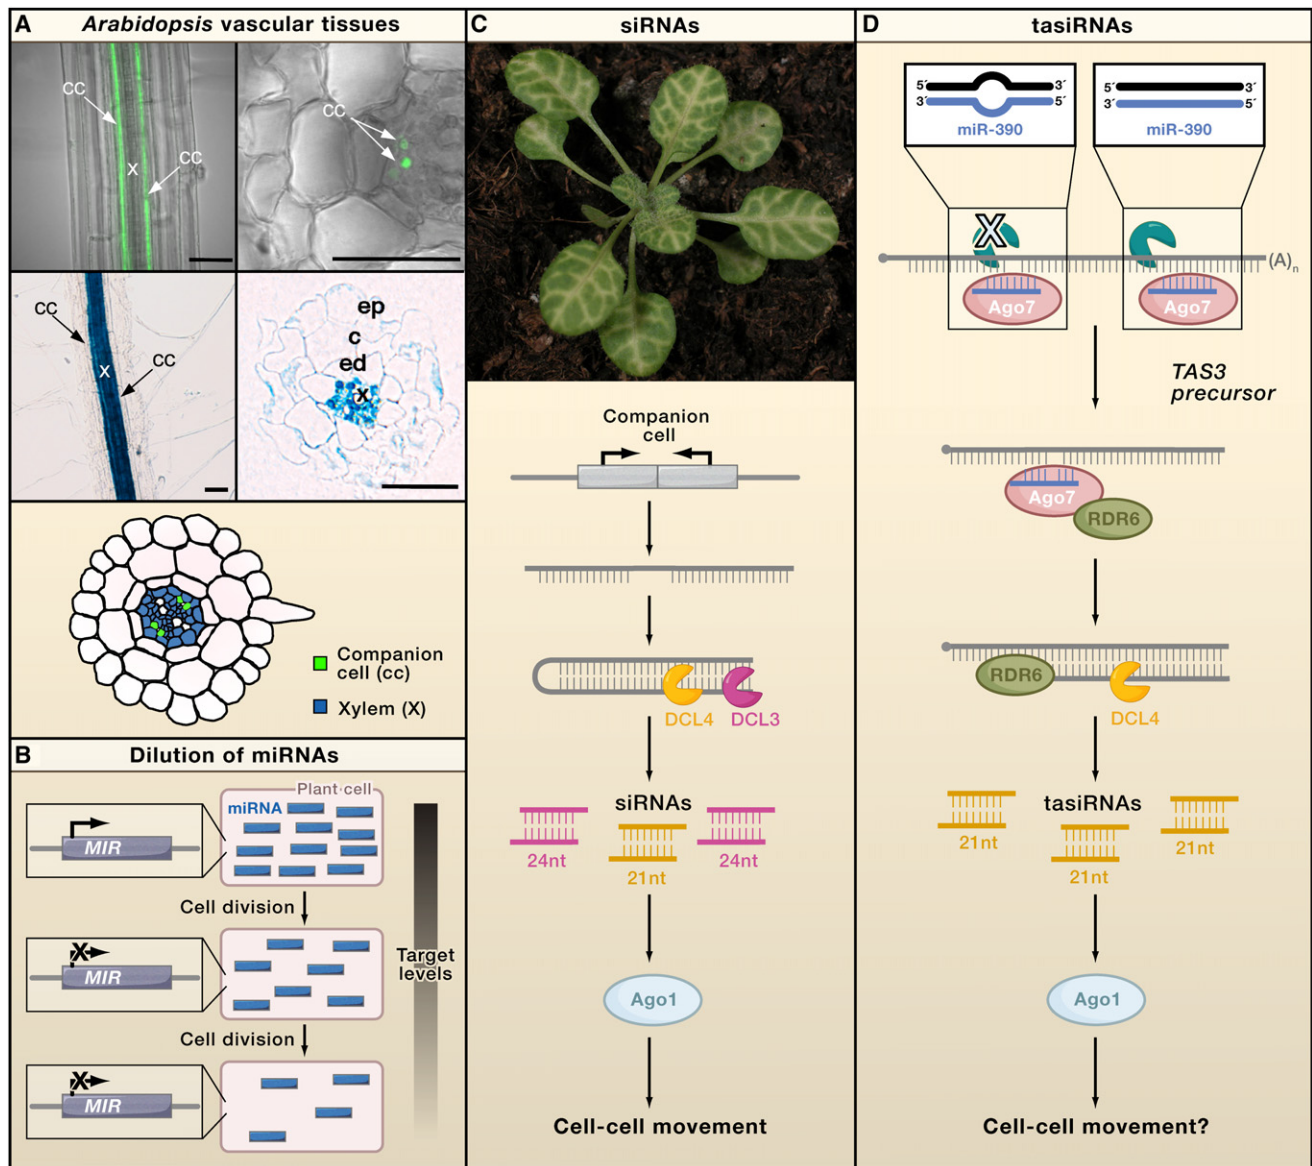 A
Arabidopsis vascular tissues
cc
x
cc
cc
cc
x
cc
ep
c
ed
x
Companion
cell (cc)
Xylem (X)
B
Dilution of miRNAs
Plant cell
miRNA
MIR
Cell division
X
MIR
Target
levels
Cell division
X
MIR
C
siRNAs
Companion
cell
DCL4
DCL3
siRNAs
24nt
21nt
24nt
Ago1
Cell-cell movement
D
tasiRNAs
5´ 3´
3´ 5´
miR-390
5´ 3´
3´ 5´
miR-390
X
(A)n
Ago7
Ago7
TAS3
precursor
Ago7
RDR6
RDR6
DCL4
tasiRNAs
21nt
21nt
21nt
Ago1
Cell-cell movement?